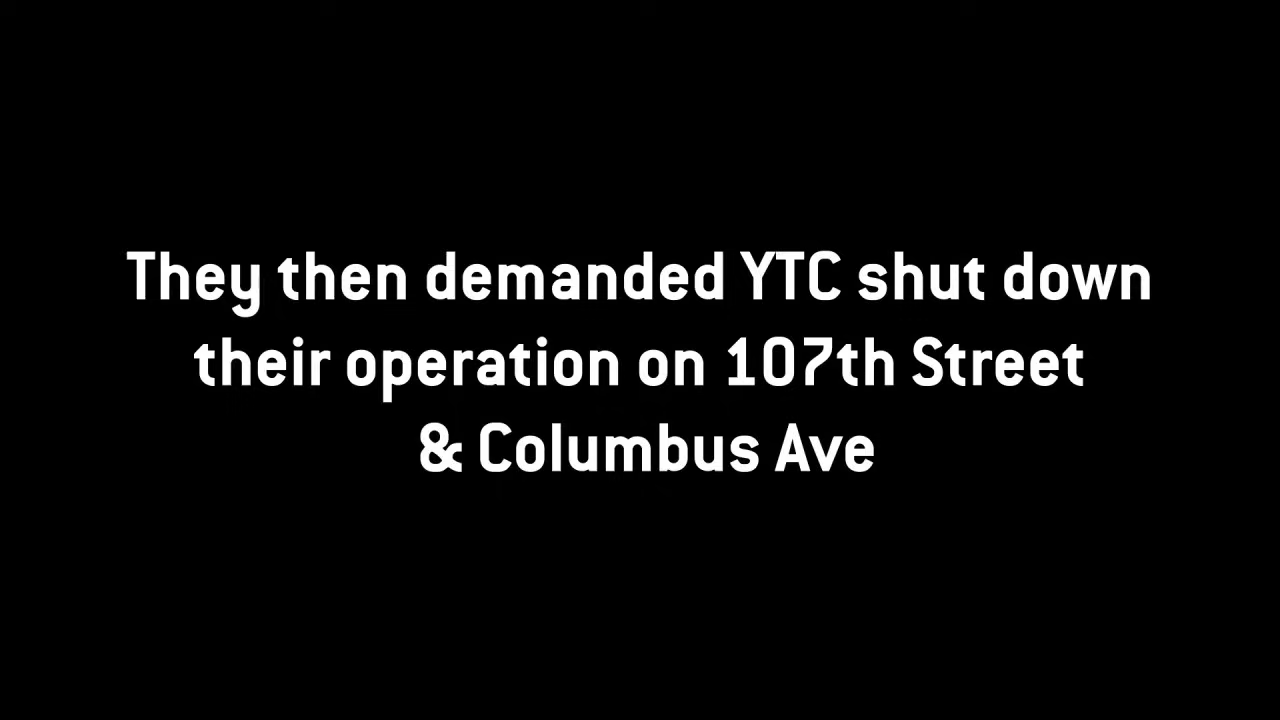 They then demanded YTC shut down
their operation on 107th Street
& Columbus Ave